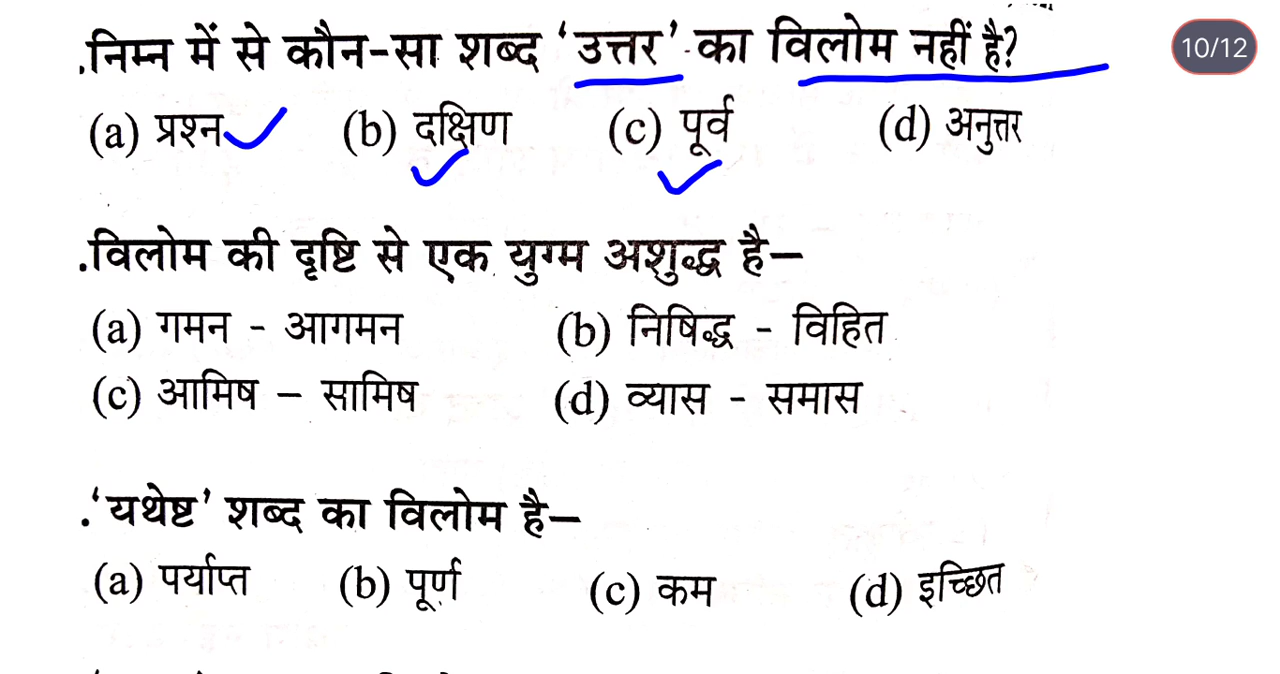 .निम्न में से कौन-सा शब्द ‘उत्तर’ का विलोम नहीं है?
10/12
(a) प्रश्न (b) दक्षिण (c) पूर्व (d) अनुत्तर
.विलोम की दृष्टि से एक युग्म अशुद्ध है–
(a) गमन - आगमन (b) निषिद्ध - विहित
(c) आमिष – सामिष (d) व्यास - समास
.‘यथेष्ट’ शब्द का विलोम है–
(a) पर्याप्त (b) पूर्ण (c) कम (d) इच्छित